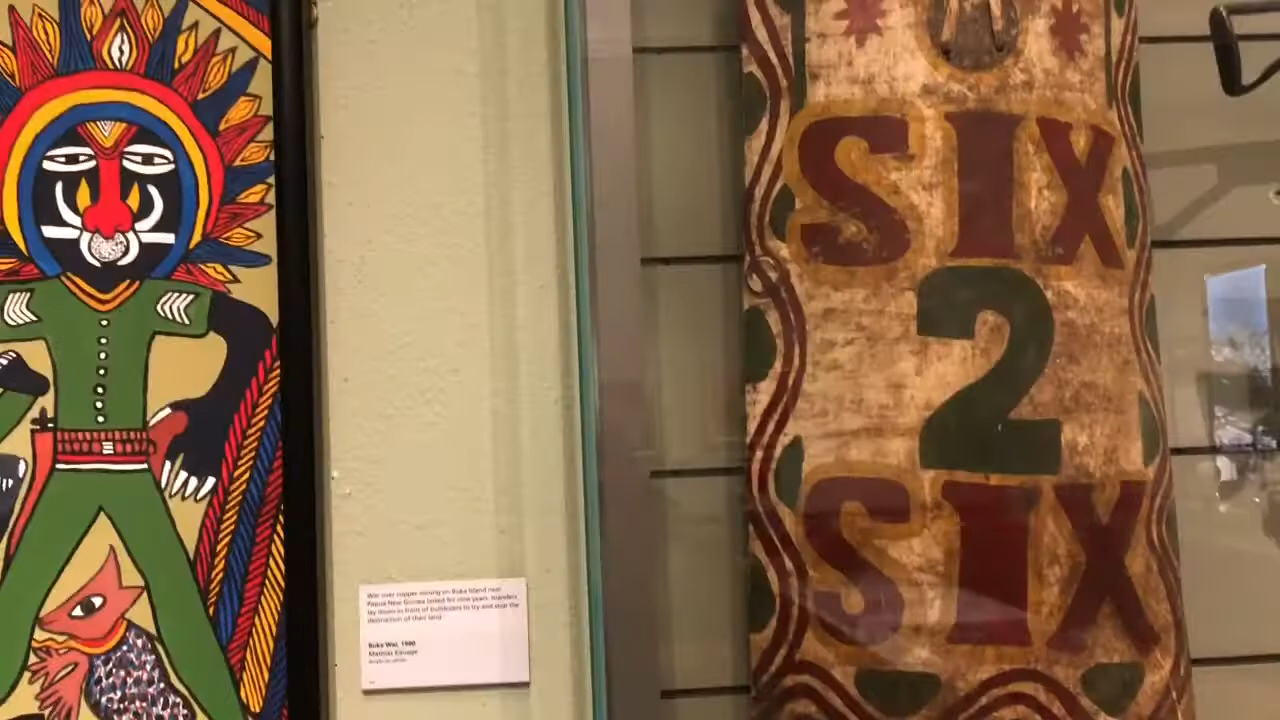 War over copper mining on Buka Island near
Papua New Guinea lasted for nine years. Islanders
lay down in front of bulldozers to try and stop the
destruction of their land.
Buka War, 1990
Mathias Kauage
SIX
2
SIX